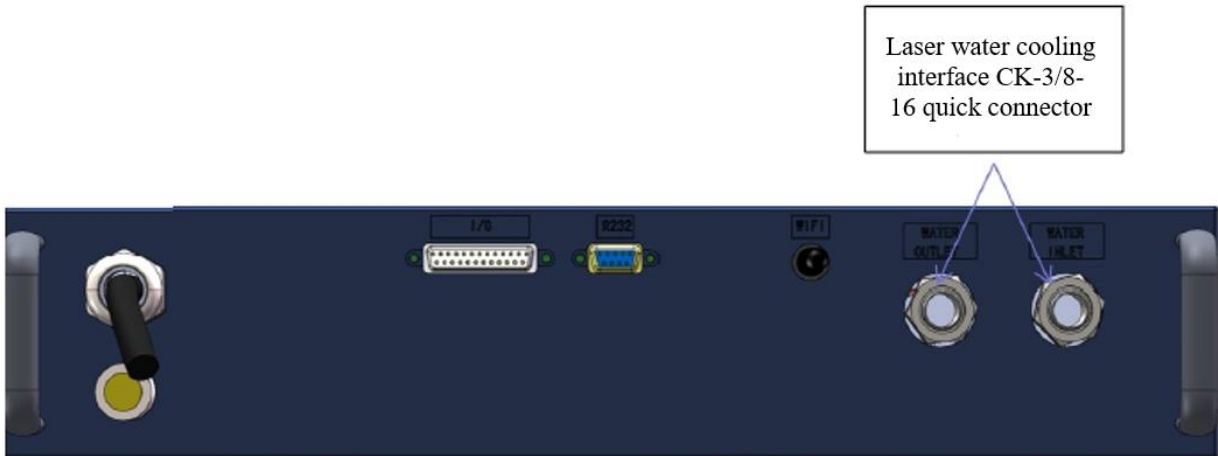 Laser water cooling
interface CK-3/8-
16 quick connector
I/O
R232
WIFI
WATER
OUTLET
WATER
INLET